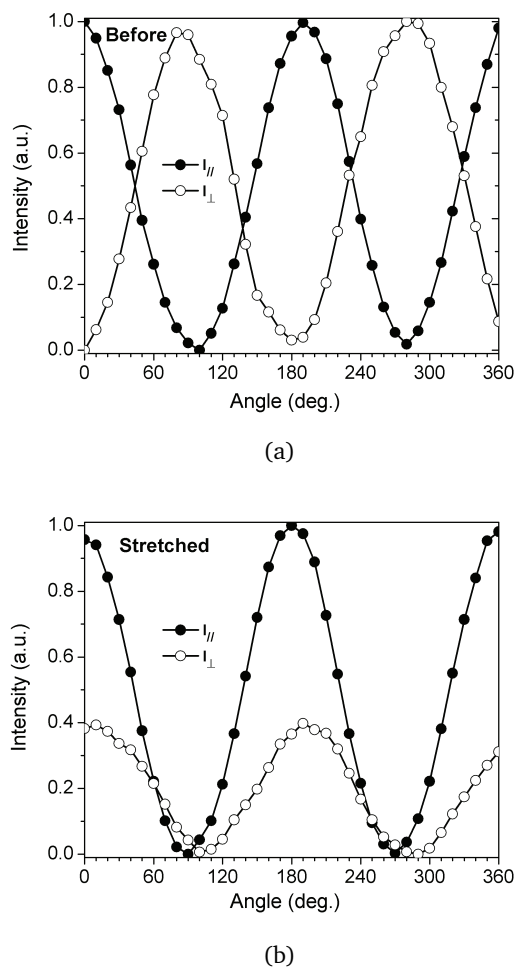 Before
1.0
0.8
0.6
0.4
0.2
0.0
Intensity (a.u.)
I//
I⊥
0 60 120 180 240 300 360
Angle (deg.)
(a)
Stretched
1.0
0.8
0.6
0.4
0.2
0.0
Intensity (a.u.)
I//
I⊥
0 60 120 180 240 300 360
Angle (deg.)
(b)